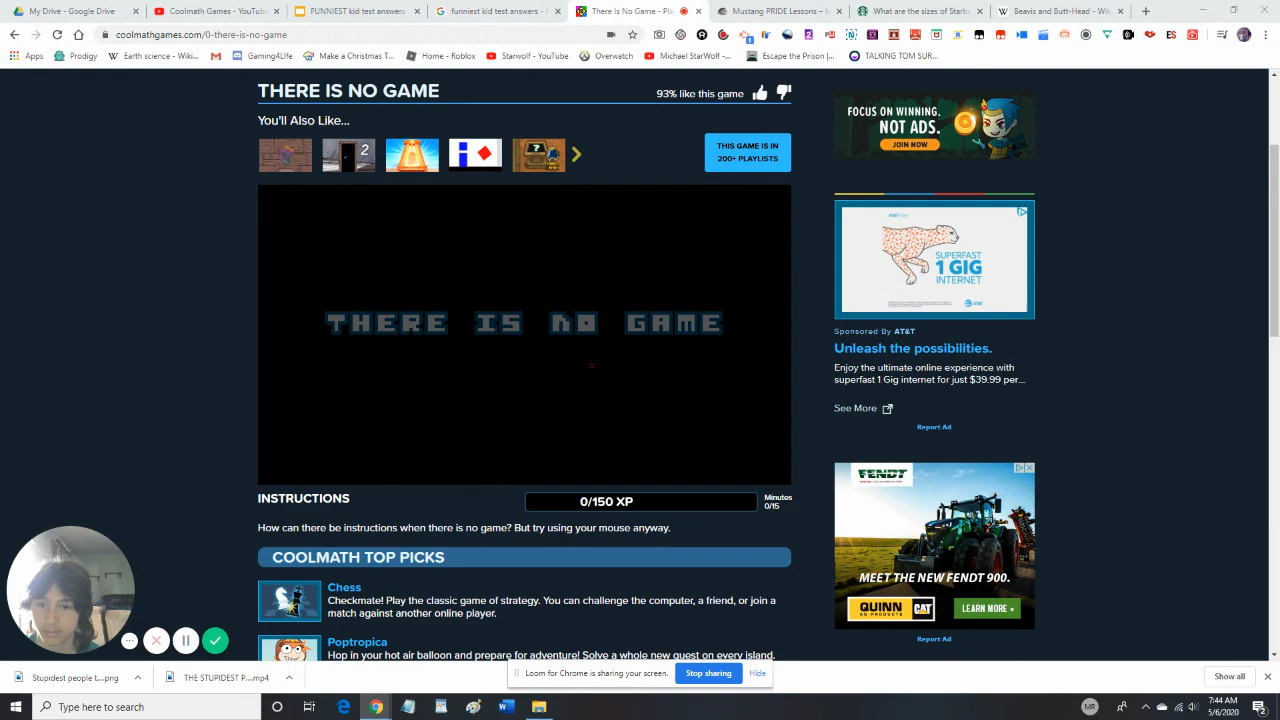 My Drive - Google Drive
Coolmath Games - YouTube
FUNNIEST kid test answers
funniest kid test answers - G
There Is No Game - Pla
Mustang PRIDE Lessons - 
What are the sizes of Starbu
Beavis and Butt-Head - Wik
coolmathgames.com/0-there-is-no-game
Apps
Prodigy
Earth science - Wiki...
Gaming4Life
Make a Christmas T...
Home - Roblox
Starwolf - YouTube
Overwatch
Michael StarWolf -...
Escape the Prison |...
TALKING TOM SUR...
THERE IS NO GAME
93% like this game
You'll Also Like...
2
THIS GAME IS IN
200+ PLAYLISTS
THERE IS NO GAME
INSTRUCTIONS
0/150 XP
Minutes
0/15
How can there be instructions when there is no game? But try using your mouse anyway.
COOLMATH TOP PICKS
Chess
Checkmate! Play the classic game of strategy. You can challenge the computer, a friend, or join a
match against another online player.
Poptropica
Hop in your hot air balloon and prepare for adventure! Solve a whole new quest on every island.
FOCUS ON WINNING.
NOT ADS.
JOIN NOW
SUPERFAST
1 GIG
INTERNET
AT&T
Sponsored By AT&T
Unleash the possibilities.
Enjoy the ultimate online experience with
superfast 1 Gig internet for just $39.99 per...
See More
Report Ad
FENDT
MEET THE NEW FENDT 900.
QUINN CAT
AG PRODUCTS
LEARN MORE »
Report Ad
Stupidest people t....png
THE STUPIDEST P....mp4
Loom for Chrome is sharing your screen.
Stop sharing
Hide
Show all
Type here to search
MR
7:44 AM
5/6/2020
2